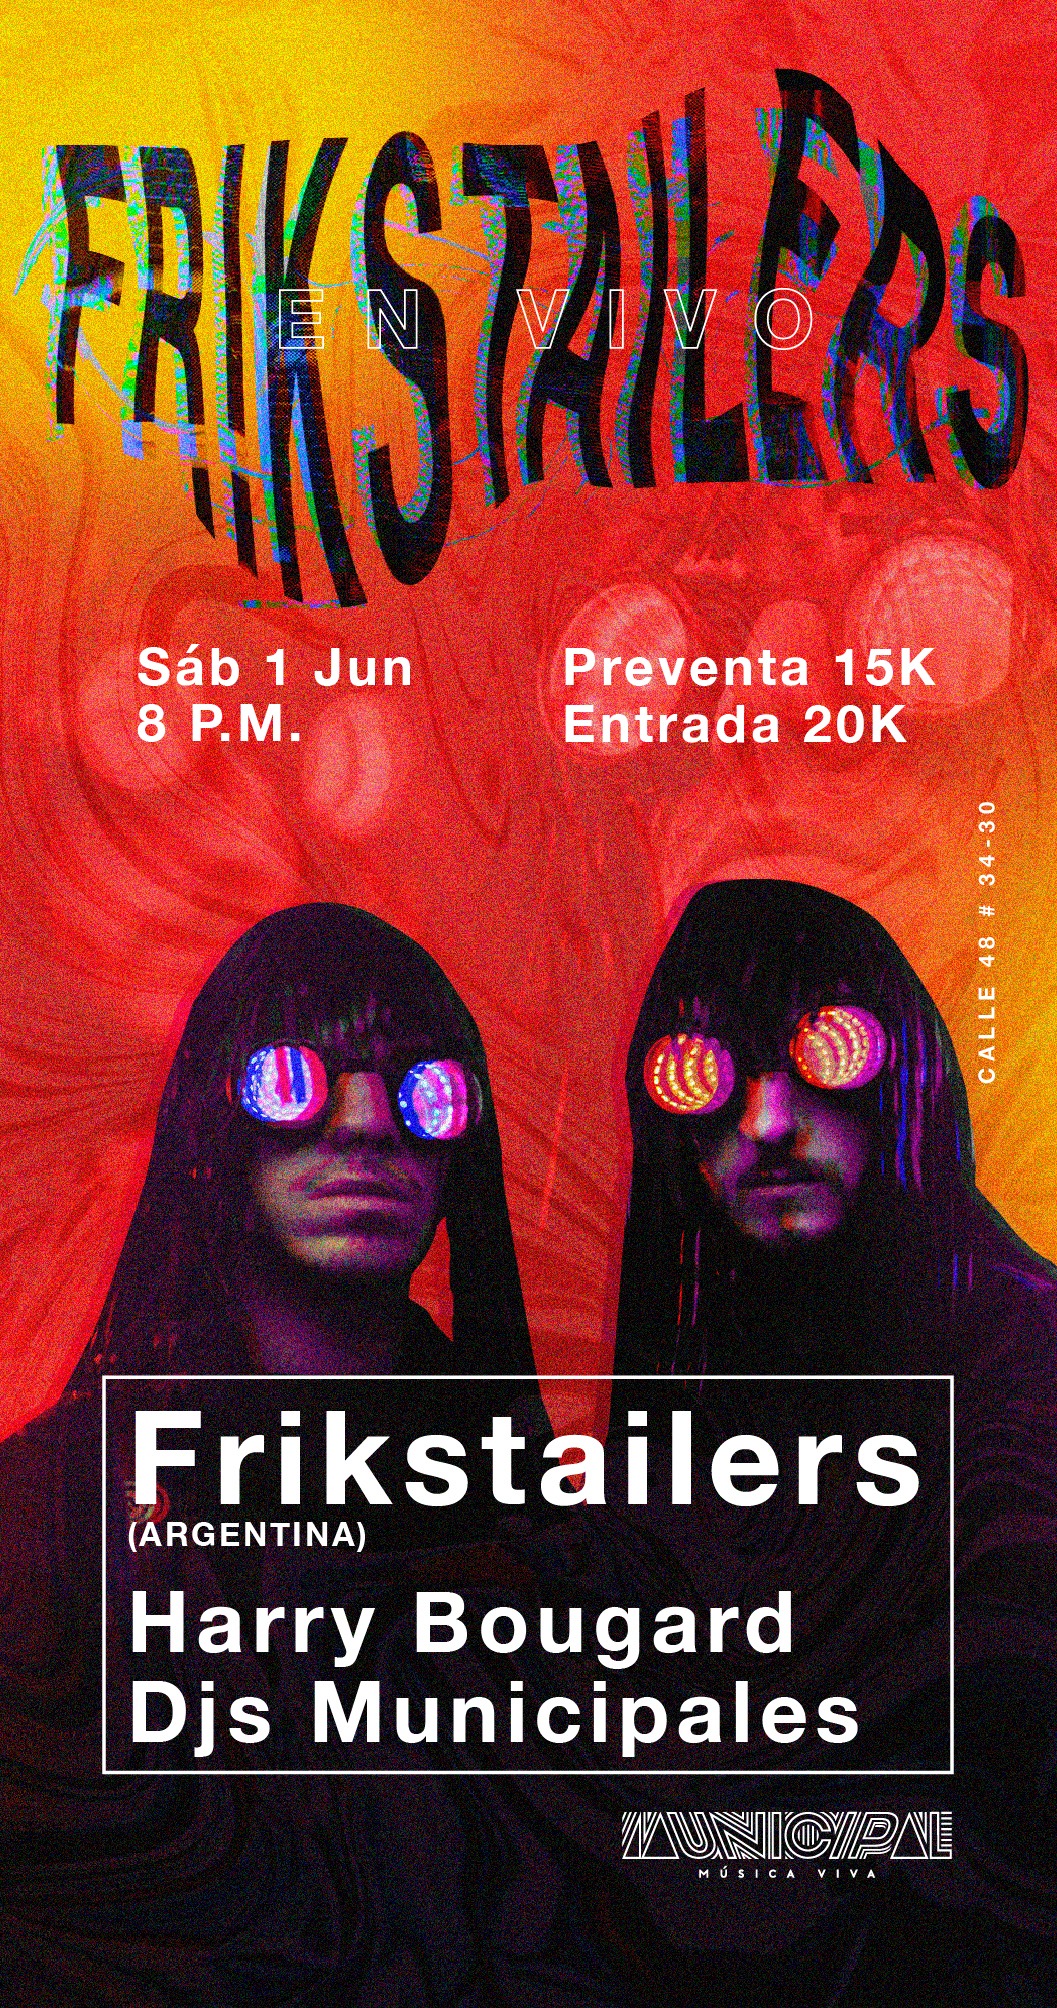 FRIKSTAILERS
EN VIVO
Sáb 1 Jun
8 P.M.
Preventa 15K
Entrada 20K
CALLE 48 # 34-30
Frikstailers
(ARGENTINA)
Harry Bougard
Djs Municipales
MUNICIPAL
MÚSICA VIVA